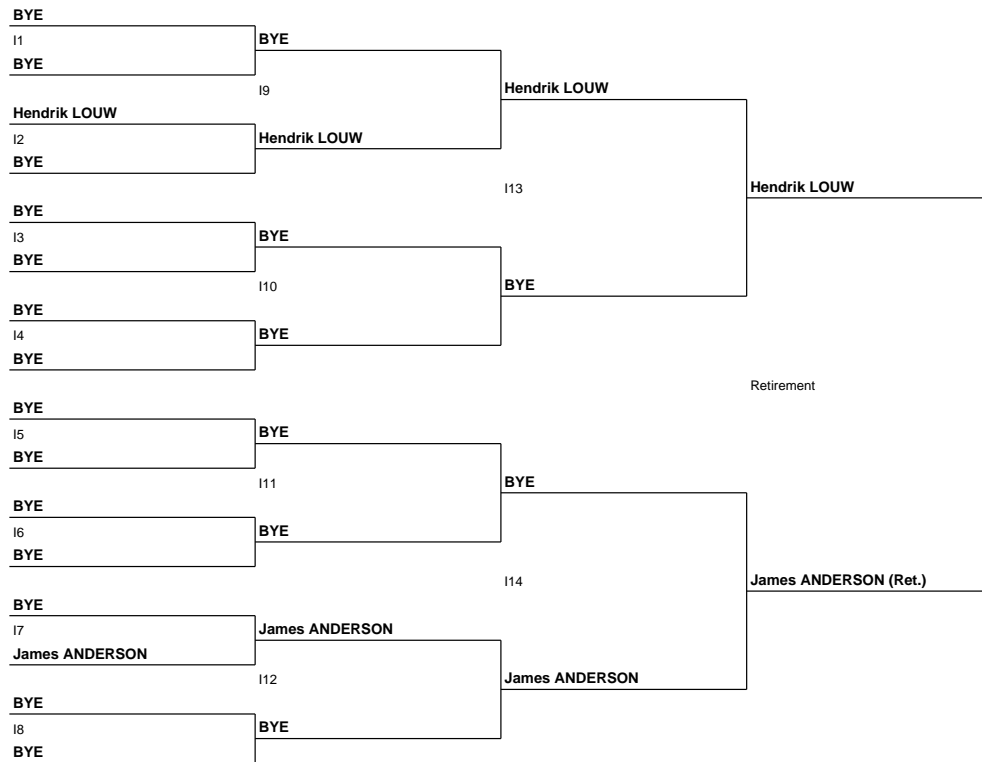 BYE
I1
BYE
BYE
I9
Hendrik LOUW
Hendrik LOUW
I2
Hendrik LOUW
BYE
I13
Hendrik LOUW
BYE
I3
BYE
BYE
I10
BYE
BYE
I4
BYE
BYE
Retirement
BYE
I5
BYE
BYE
I11
BYE
BYE
I6
BYE
BYE
I14
James ANDERSON (Ret.)
BYE
I7
James ANDERSON
James ANDERSON
I12
James ANDERSON
BYE
I8
BYE
BYE